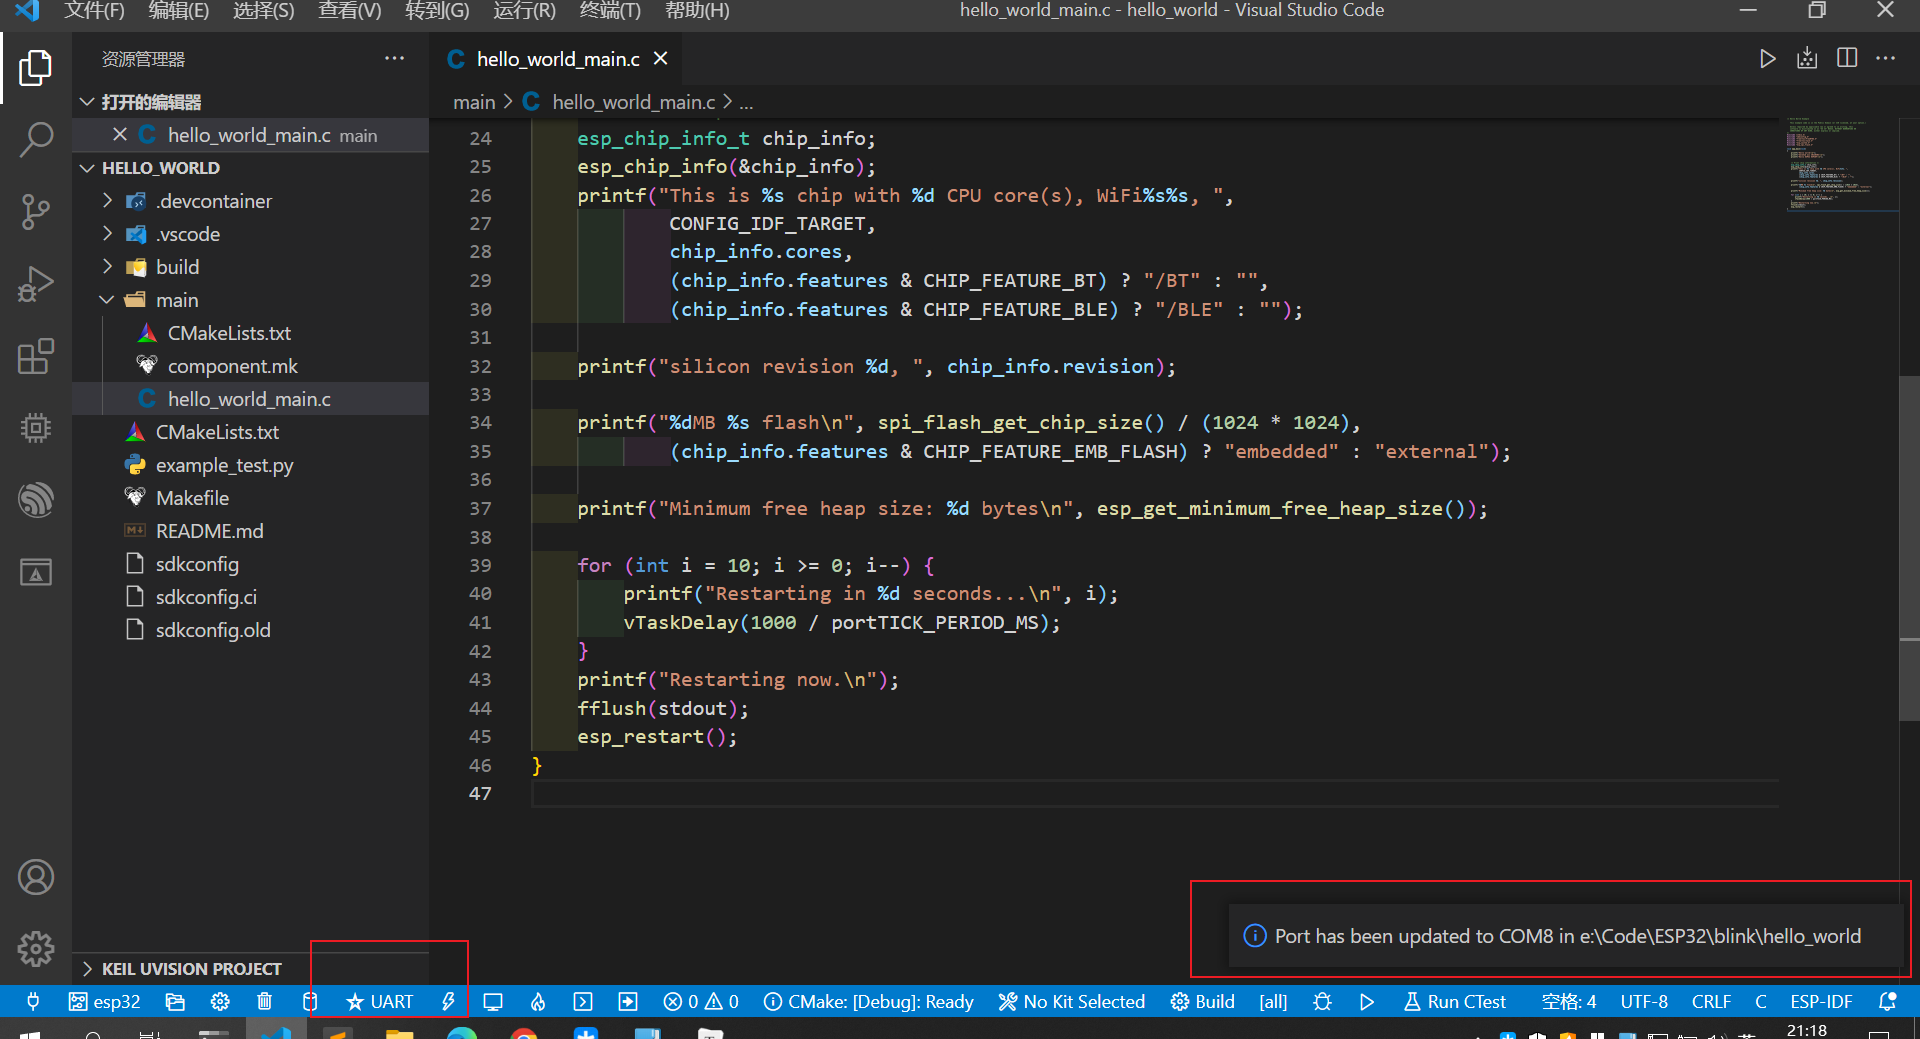 文件(F) 编辑(E) 选择(S) 查看(V) 转到(G) 运行(R) 终端(T) 帮助(H) hello_world_main.c - hello_world - Visual Studio Code
资源管理器
打开的编辑器
hello_world_main.c main
HELLO_WORLD
.devcontainer
.vscode
build
main
CMakeLists.txt
component.mk
hello_world_main.c
CMakeLists.txt
example_test.py
Makefile
README.md
sdkconfig
sdkconfig.ci
sdkconfig.old
KEIL UVISION PROJECT
hello_world_main.c
main > hello_world_main.c > ...
24 esp_chip_info_t chip_info;
25 esp_chip_info(&chip_info);
26 printf("This is %s chip with %d CPU core(s), WiFi%s%s, ",
27 CONFIG_IDF_TARGET,
28 chip_info.cores,
29 (chip_info.features & CHIP_FEATURE_BT) ? "/BT" : "",
30 (chip_info.features & CHIP_FEATURE_BLE) ? "/BLE" : "");
31
32 printf("silicon revision %d, ", chip_info.revision);
33
34 printf("%dMB %s flash\n", spi_flash_get_chip_size() / (1024 * 1024),
35 (chip_info.features & CHIP_FEATURE_EMB_FLASH) ? "embedded" : "external");
36
37 printf("Minimum free heap size: %d bytes\n", esp_get_minimum_free_heap_size());
38
39 for (int i = 10; i >= 0; i--) {
40 printf("Restarting in %d seconds...\n", i);
41 vTaskDelay(1000 / portTICK_PERIOD_MS);
42 }
43 printf("Restarting now.\n");
44 fflush(stdout);
45 esp_restart();
46 }
47
Port has been updated to COM8 in e:\Code\ESP32\blink\hello_world
esp32 UART 0 0 CMake: [Debug]: Ready No Kit Selected Build [all] Run CTest 空格: 4 UTF-8 CRLF C ESP-IDF
21:18